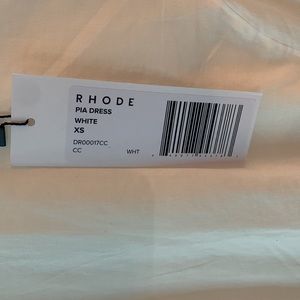 RHODE
PIA DRESS
WHITE
XS
DR00017CC
CC WHT